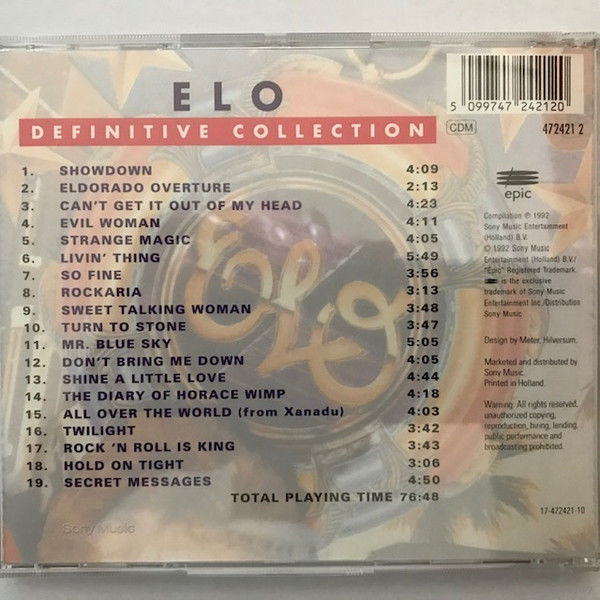 ELO
DEFINITIVE COLLECTION
5 099747 242120
CDM
472421 2
1. SHOWDOWN 4:09
2. ELDORADO OVERTURE 2:13
3. CAN'T GET IT OUT OF MY HEAD 4:23
4. EVIL WOMAN 4:11
5. STRANGE MAGIC 4:05
6. LIVIN' THING 5:49
7. SO FINE 3:56
8. ROCKARIA 3:13
9. SWEET TALKING WOMAN 3:48
10. TURN TO STONE 3:47
11. MR. BLUE SKY 5:05
12. DON'T BRING ME DOWN 4:05
13. SHINE A LITTLE LOVE 4:44
14. THE DIARY OF HORACE WIMP 4:18
15. ALL OVER THE WORLD (from Xanadu) 4:03
16. TWILIGHT 3:42
17. ROCK 'N ROLL IS KING 3:43
18. HOLD ON TIGHT 3:06
19. SECRET MESSAGES 4:50
TOTAL PLAYING TIME 76:48
epic
Compilation ℗ 1992
Sony Music Entertainment
(Holland) B.V.
© 1992 Sony Music
Entertainment (Holland) B.V./
"Epic" Registered Trademark.
is the exclusive
trademark of Sony Music
Entertainment Inc./Distribution
Sony Music
Design by Meter, Hilversum.
Marketed and distributed by
Sony Music.
Printed in Holland.
Warning: All rights reserved,
unauthorized copying,
reproduction, hiring, lending,
public performance and
broadcasting prohibited.
17-472421-10
Sony Music
ELO